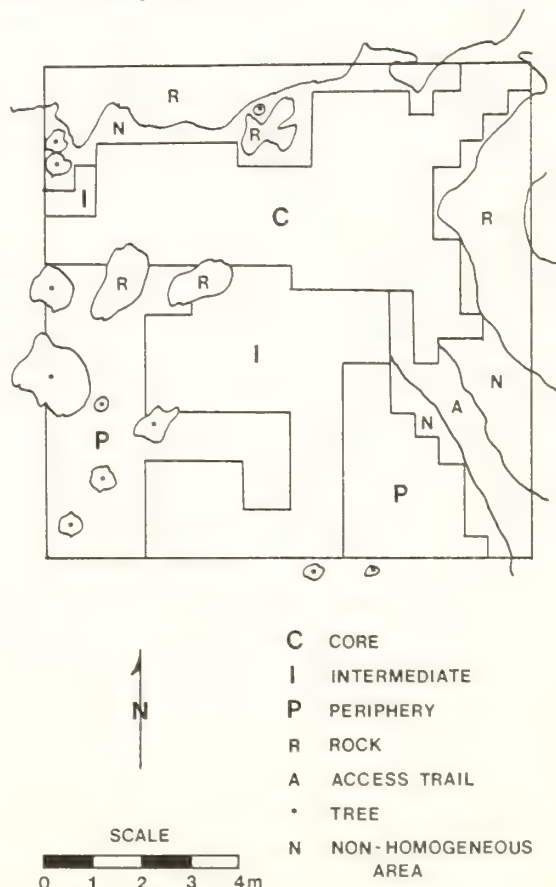 R
N
R
I
C
R
R
R
I
N
A
N
P
P
C CORE
I INTERMEDIATE
P PERIPHERY
N
R ROCK
A ACCESS TRAIL
• TREE
N NON-HOMOGENEOUS
AREA
SCALE
0 1 2 3 4m